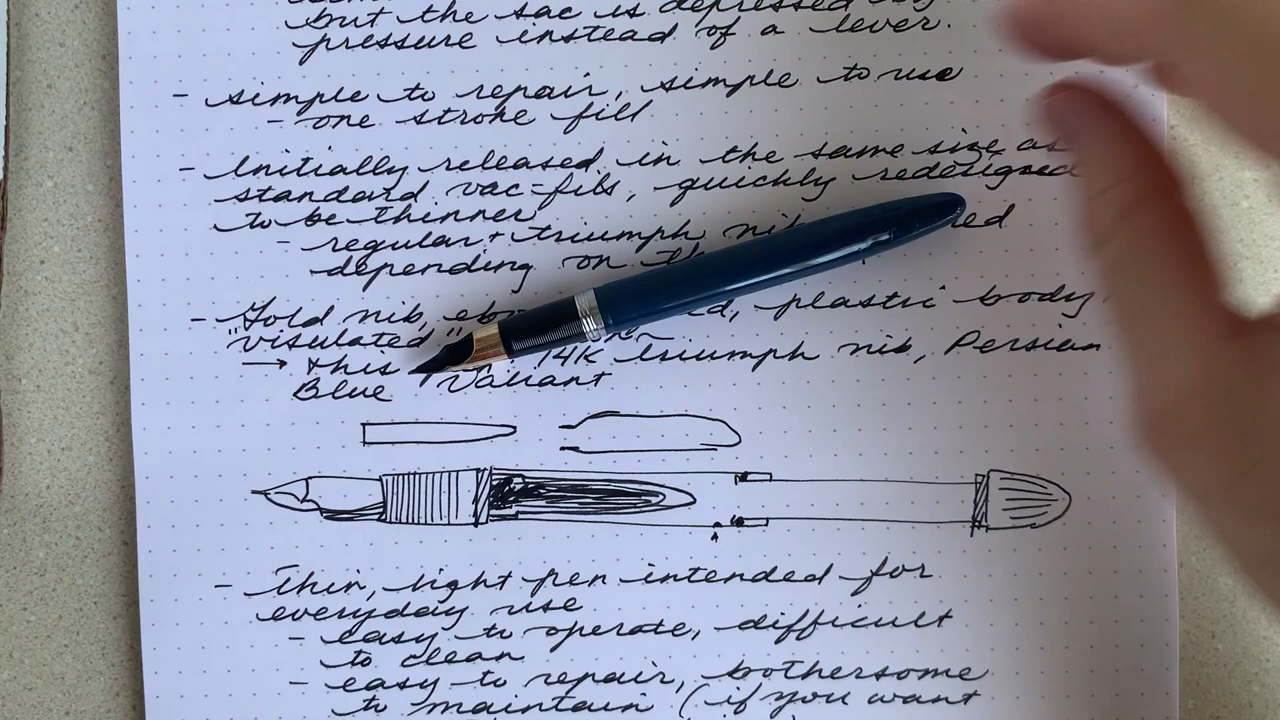 but the sac is depressed by
pressure instead of a lever.
- simple to repair, simple to use
- one stroke fill
- Initially released in the same size as
standard vac-fils, quickly redesigned
to be thinner
- regular + triumph nib
depending on
- Gold nib, plastic body
"visulated"
→ this 14K triumph nib, Persian
Blue Valiant
- Thin, light pen intended for
everyday use
- easy to operate, difficult
to clean
- easy to repair, bothersome
to maintain (if you want